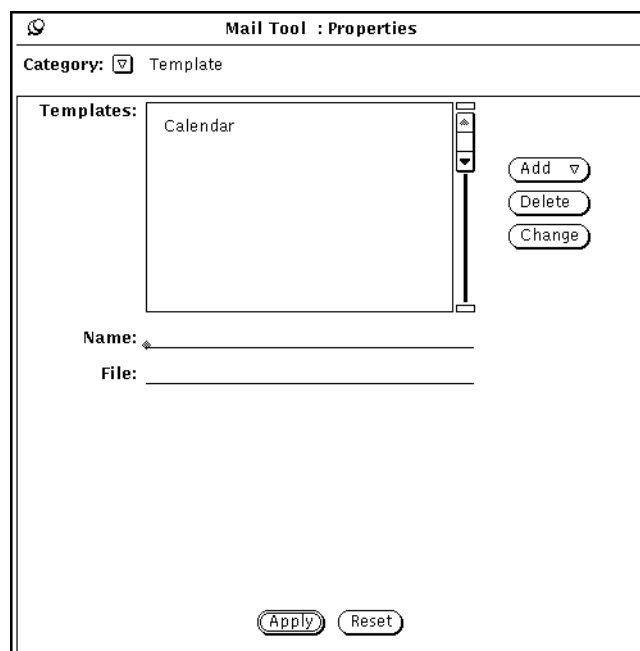 Mail Tool : Properties
Category: Template
Templates:
Calendar
Add
Delete
Change
Name:
File:
Apply Reset